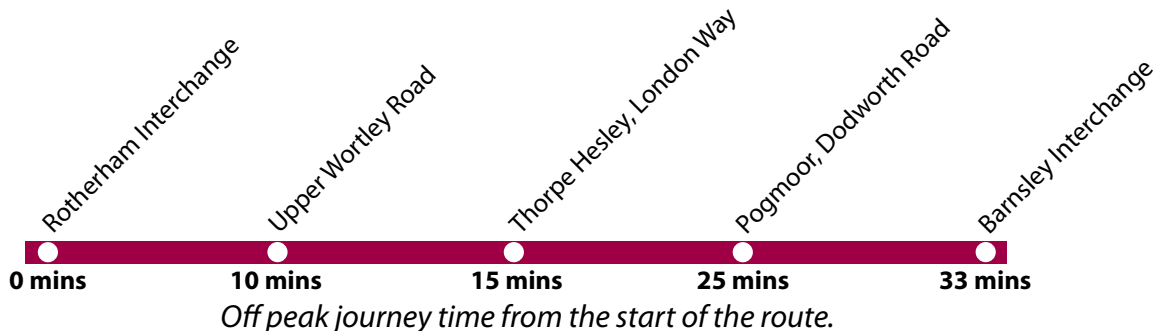 Rotherham Interchange
Upper Wortley Road
Thorpe Hesley, London Way
Pogmoor, Dodworth Road
Barnsley Interchange
0 mins
10 mins
15 mins
25 mins
33 mins
Off peak journey time from the start of the route.